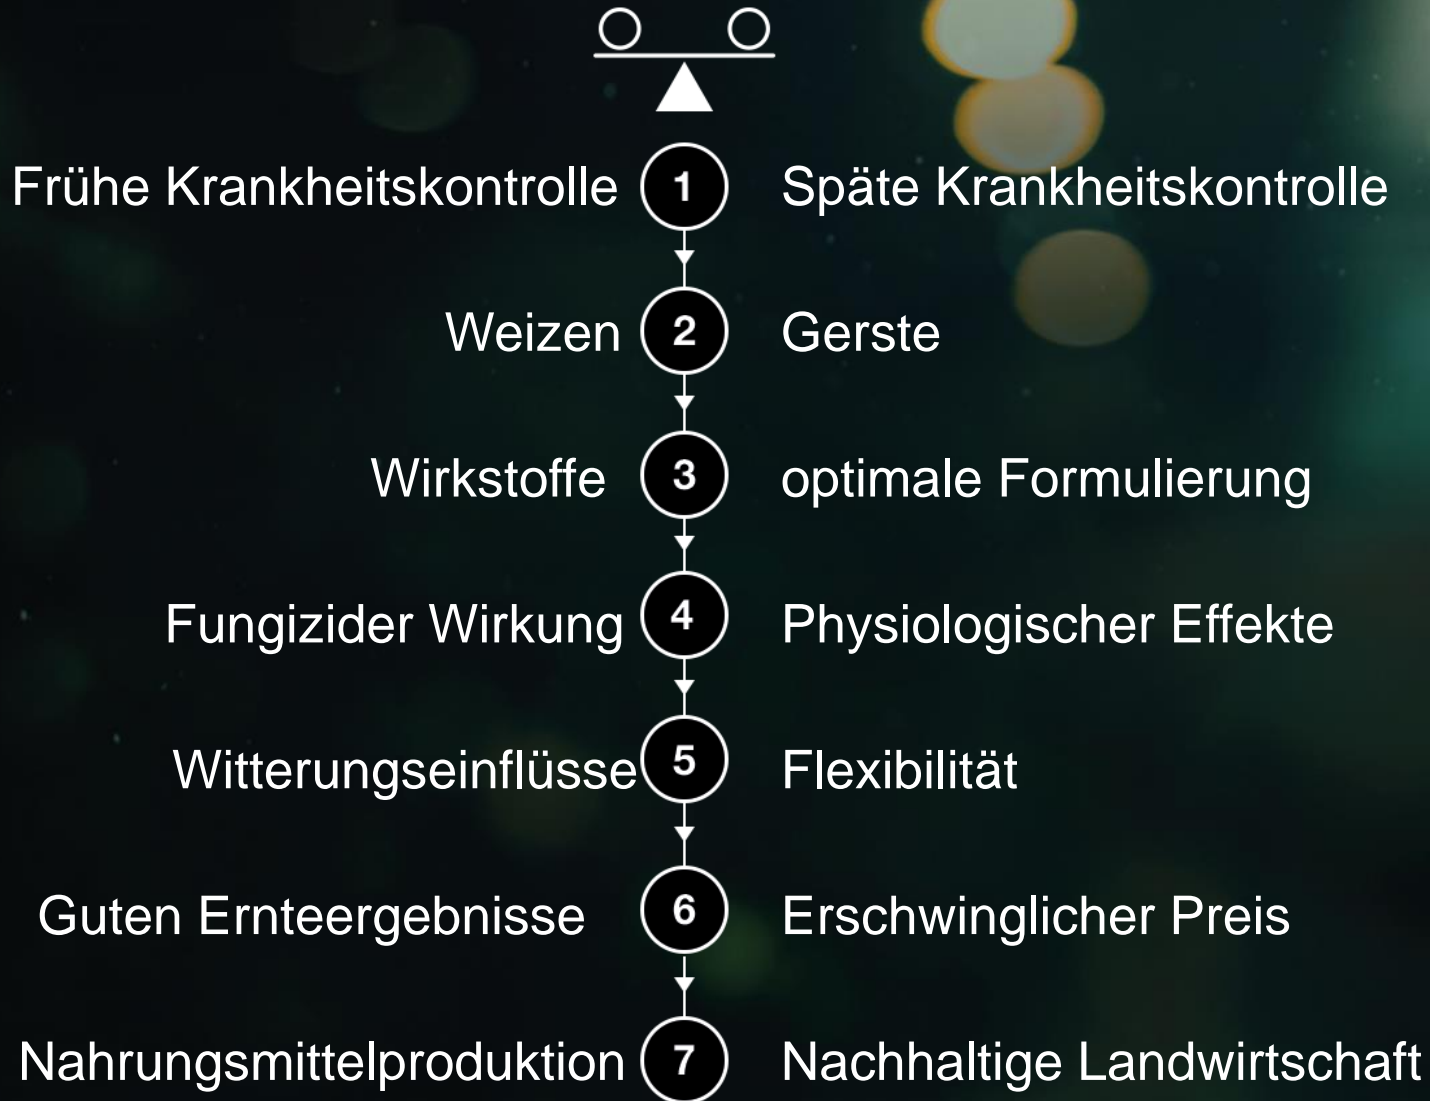 Frühe Krankheitskontrolle 1 Späte Krankheitskontrolle
Weizen 2 Gerste
Wirkstoffe 3 optimale Formulierung
Fungizider Wirkung 4 Physiologischer Effekte
Witterungseinflüsse 5 Flexibilität
Guten Ernteergebnisse 6 Erschwinglicher Preis
Nahrungsmittelproduktion 7 Nachhaltige Landwirtschaft